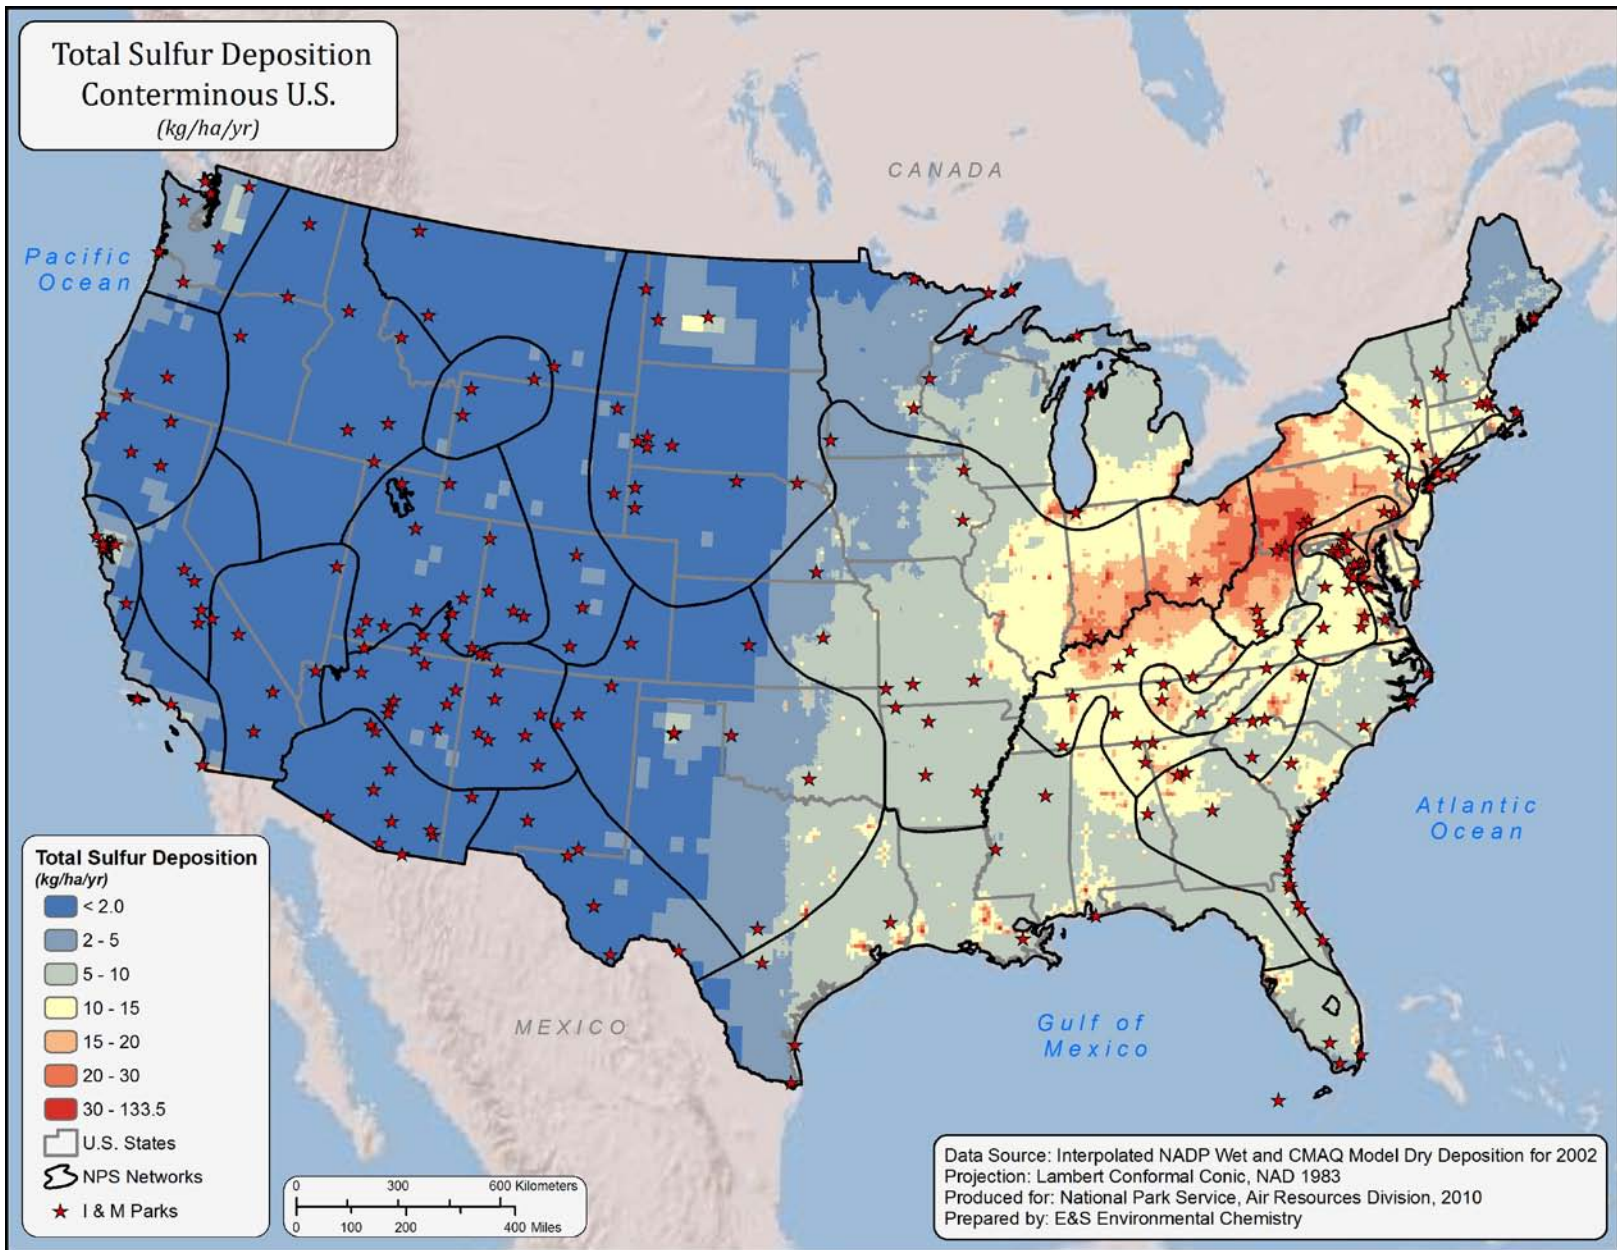 Total Sulfur Deposition
Conterminous U.S.
(kg/ha/yr)
CANADA
Pacific
Ocean
Atlantic
Ocean
Gulf of
Mexico
MEXICO
Total Sulfur Deposition
(kg/ha/yr)
< 2.0
2 - 5
5 - 10
10 - 15
15 - 20
20 - 30
30 - 133.5
U.S. States
NPS Networks
I & M Parks
0 300 600 Kilometers
0 100 200 400 Miles
Data Source: Interpolated NADP Wet and CMAQ Model Dry Deposition for 2002
Projection: Lambert Conformal Conic, NAD 1983
Produced for: National Park Service, Air Resources Division, 2010
Prepared by: E&S Environmental Chemistry